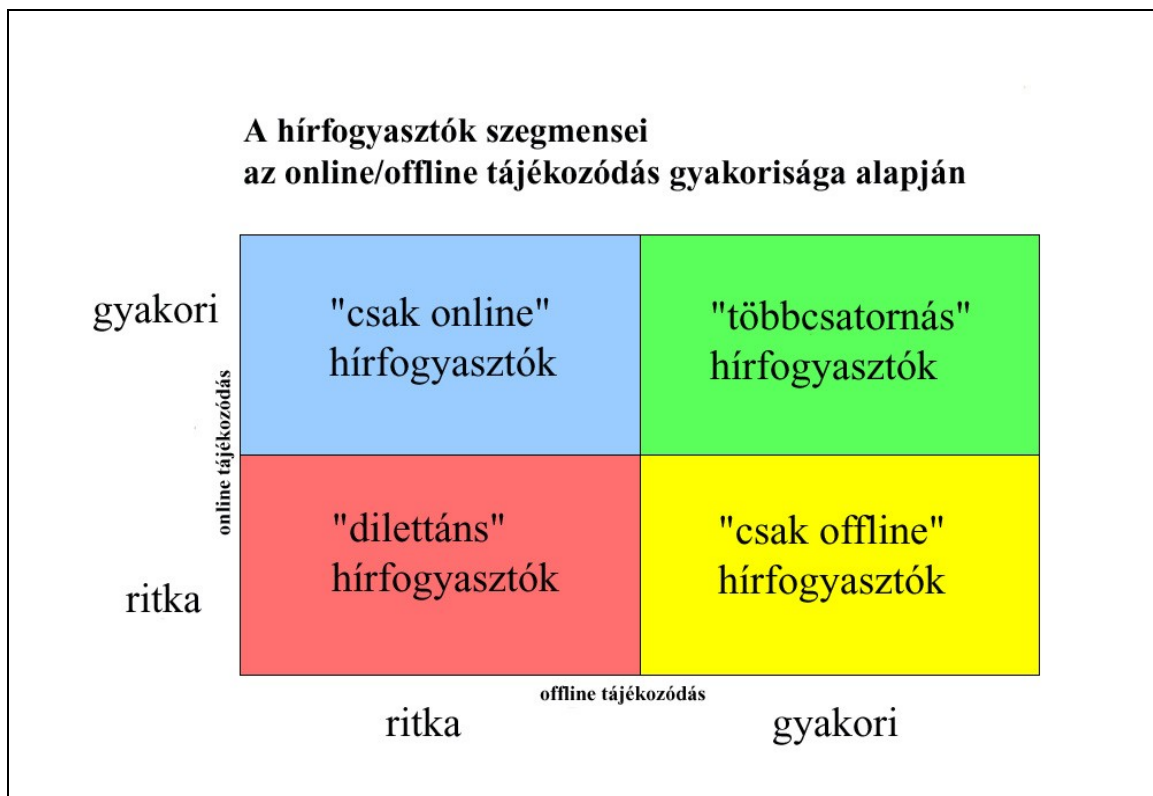 A hírfogyasztók szegmensei
az online/offline tájékozódás gyakorisága alapján
gyakori
"csak online"
hírfogyasztók
"többcsatornás"
hírfogyasztók
online tájékozódás
ritka
"dilettáns"
hírfogyasztók
"csak offline"
hírfogyasztók
offline tájékozódás
ritka
gyakori